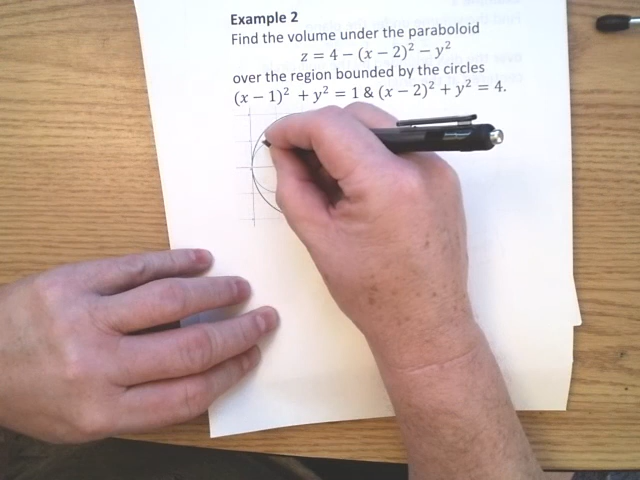 Example 2
Find the volume under the paraboloid
z = 4 − (x − 2)² − y²
over the region bounded by the circles
(x − 1)² + y² = 1 & (x − 2)² + y² = 4.